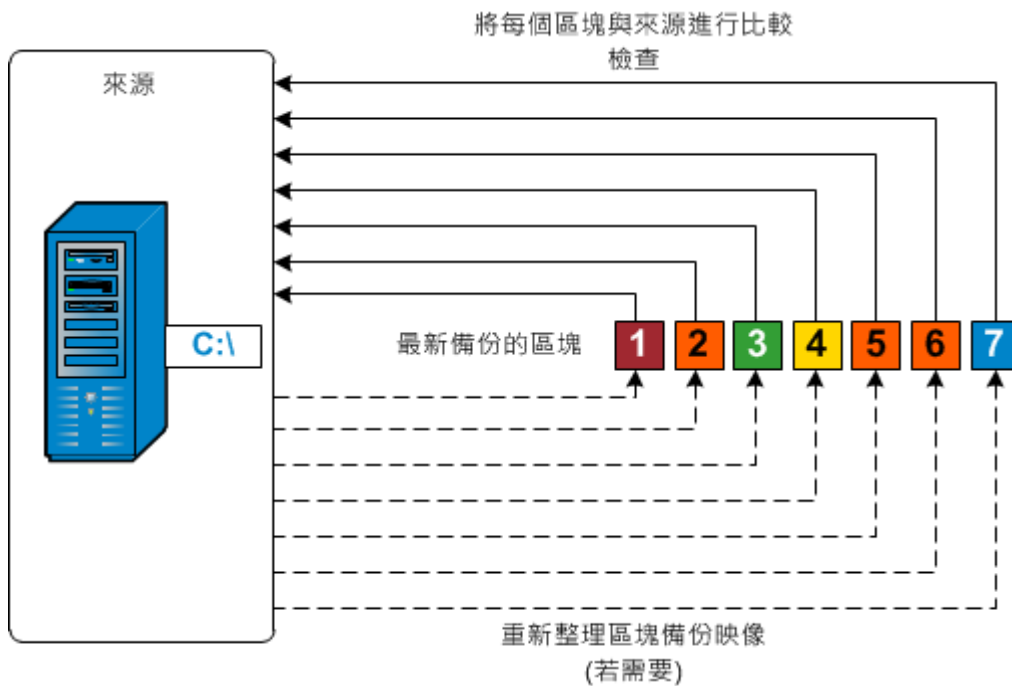 將每個區塊與來源進行比較
檢查
來源
C:\
最新備份的區塊
1 2 3 4 5 6 7
重新整理區塊備份映像
(若需要)